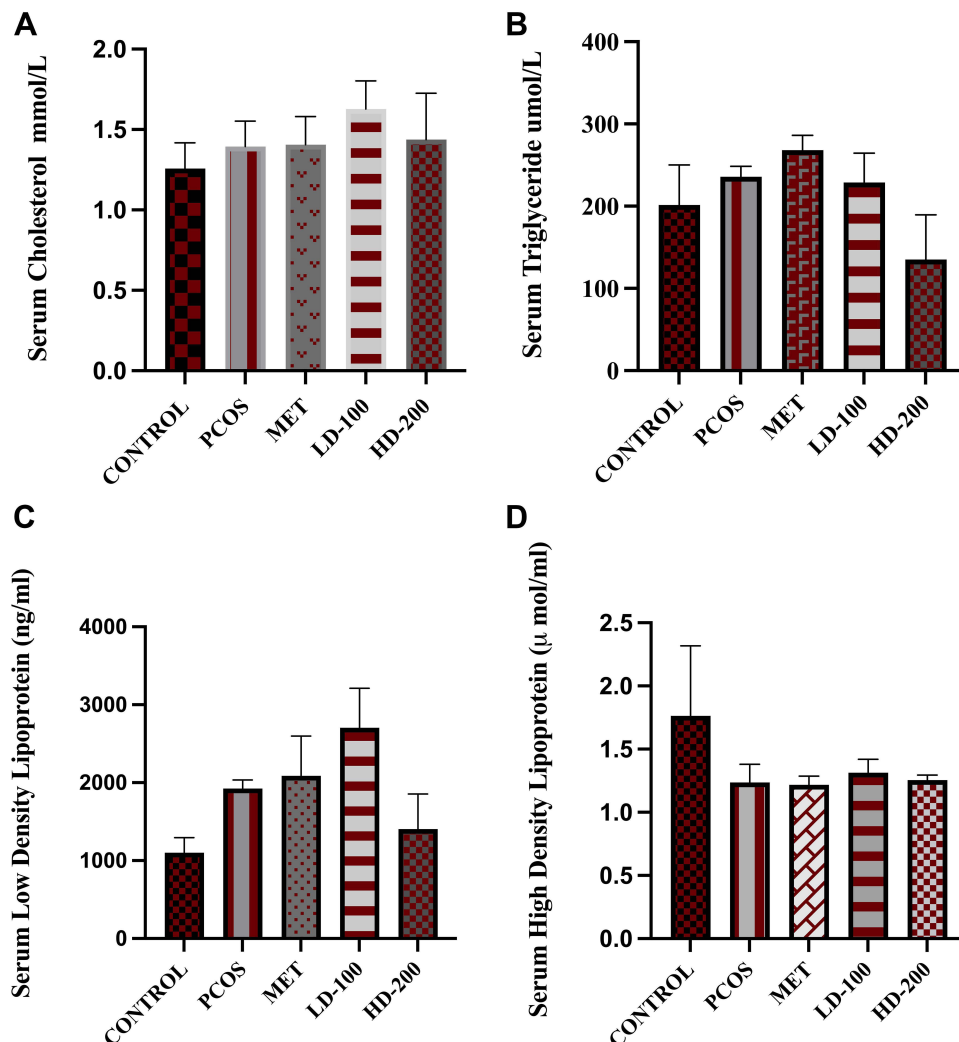 A
Serum Cholesterol mmol/L
2.0
1.5
1.0
0.5
0.0
CONTROL
PCOS
MET
LD-100
HD-200
B
Serum Triglyceride umol/L
400
300
200
100
0
CONTROL
PCOS
MET
LD-100
HD-200
C
Serum Low Density Lipoprotein (ng/ml)
4000
3000
2000
1000
0
CONTROL
PCOS
MET
LD-100
HD-200
D
Serum High Density Lipoprotein (μ mol/ml)
2.5
2.0
1.5
1.0
0.5
0.0
CONTROL
PCOS
MET
LD-100
HD-200